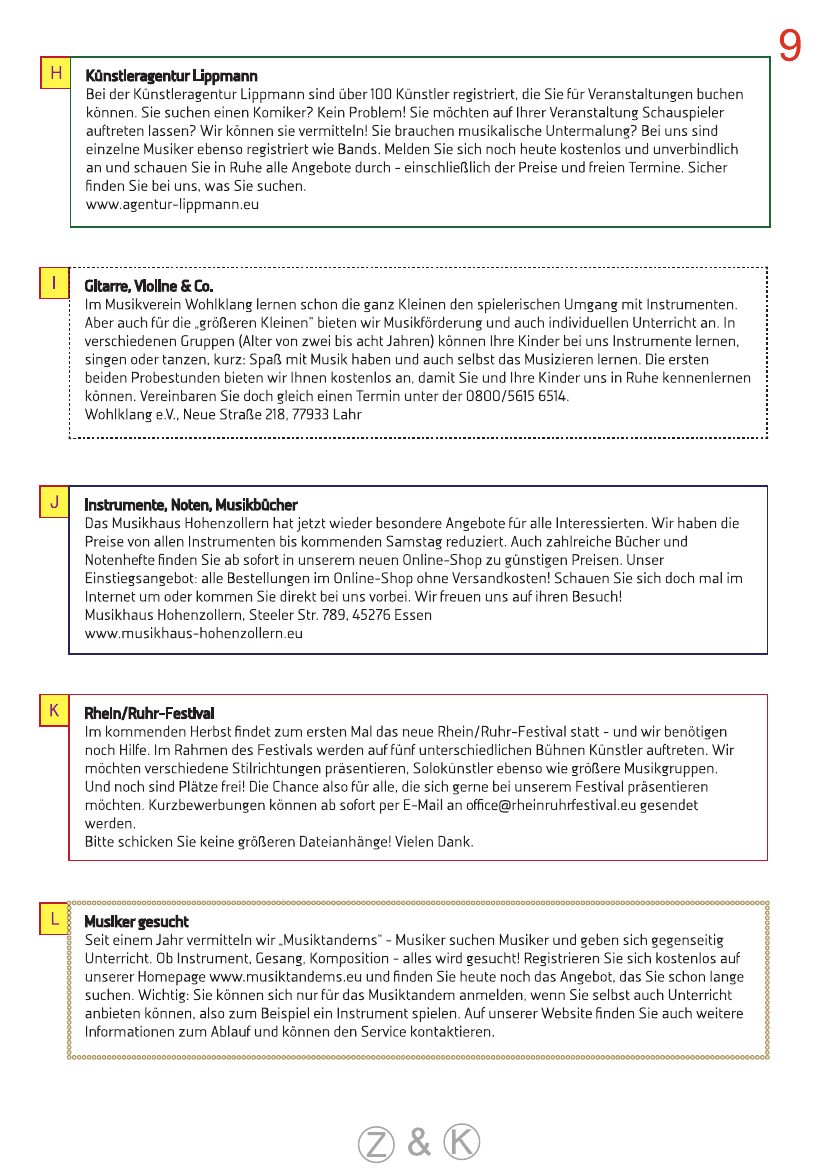 9
H
Künstleragentur Lippmann
Bei der Künstleragentur Lippmann sind über 100 Künstler registriert, die Sie für Veranstaltungen buchen
können. Sie suchen einen Komiker? Kein Problem! Sie möchten auf Ihrer Veranstaltung Schauspieler
auftreten lassen? Wir können sie vermitteln! Sie brauchen musikalische Untermalung? Bei uns sind
einzelne Musiker ebenso registriert wie Bands. Melden Sie sich noch heute kostenlos und unverbindlich
an und schauen Sie in Ruhe alle Angebote durch - einschließlich der Preise und freien Termine. Sicher
finden Sie bei uns, was Sie suchen.
www.agentur-lippmann.eu
I
Gitarre, Violine & Co.
Im Musikverein Wohlklang lernen schon die ganz Kleinen den spielerischen Umgang mit Instrumenten.
Aber auch für die „größeren Kleinen“ bieten wir Musikförderung und auch individuellen Unterricht an. In
verschiedenen Gruppen (Alter von zwei bis acht Jahren) können Ihre Kinder bei uns Instrumente lernen,
singen oder tanzen, kurz: Spaß mit Musik haben und auch selbst das Musizieren lernen. Die ersten
beiden Probestunden bieten wir Ihnen kostenlos an, damit Sie und Ihre Kinder uns in Ruhe kennenlernen
können. Vereinbaren Sie doch gleich einen Termin unter der 0800/5615 6514.
Wohlklang e.V., Neue Straße 218, 77933 Lahr
J
Instrumente, Noten, Musikbücher
Das Musikhaus Hohenzollern hat jetzt wieder besondere Angebote für alle Interessierten. Wir haben die
Preise von allen Instrumenten bis kommenden Samstag reduziert. Auch zahlreiche Bücher und
Notenhefte finden Sie ab sofort in unserem neuen Online-Shop zu günstigen Preisen. Unser
Einstiegsangebot: alle Bestellungen im Online-Shop ohne Versandkosten! Schauen Sie sich doch mal im
Internet um oder kommen Sie direkt bei uns vorbei. Wir freuen uns auf ihren Besuch!
Musikhaus Hohenzollern, Steeler Str. 789, 45276 Essen
www.musikhaus-hohenzollern.eu
K
Rhein/Ruhr-Festival
Im kommenden Herbst findet zum ersten Mal das neue Rhein/Ruhr-Festival statt - und wir benötigen
noch Hilfe. Im Rahmen des Festivals werden auf fünf unterschiedlichen Bühnen Künstler auftreten. Wir
möchten verschiedene Stilrichtungen präsentieren, Solokünstler ebenso wie größere Musikgruppen.
Und noch sind Plätze frei! Die Chance also für alle, die sich gerne bei unserem Festival präsentieren
möchten. Kurzbewerbungen können ab sofort per E-Mail an office@rheinruhrfestival.eu gesendet
werden.
Bitte schicken Sie keine größeren Dateianhänge! Vielen Dank.
L
Musiker gesucht
Seit einem Jahr vermitteln wir „Musiktandems“ - Musiker suchen Musiker und geben sich gegenseitig
Unterricht. Ob Instrument, Gesang, Komposition - alles wird gesucht! Registrieren Sie sich kostenlos auf
unserer Homepage www.musiktandems.eu und finden Sie heute noch das Angebot, das Sie schon lange
suchen. Wichtig: Sie können sich nur für das Musiktandem anmelden, wenn Sie selbst auch Unterricht
anbieten können, also zum Beispiel ein Instrument spielen. Auf unserer Website finden Sie auch weitere
Informationen zum Ablauf und können den Service kontaktieren.
Z & K